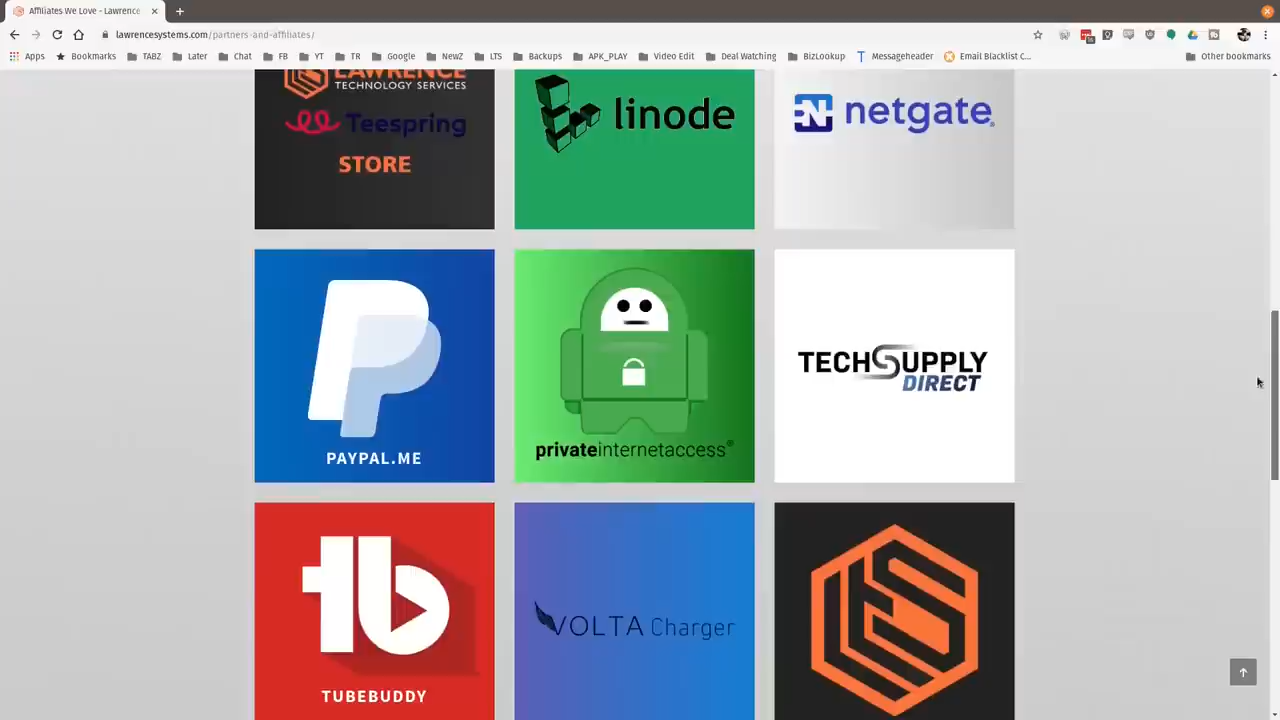 Affiliates We Love - Lawrence
lawrencesystems.com/partners-and-affiliates/
Apps Bookmarks TABZ Later Chat FB YT TR Google NewZ LTS Backups APK_PLAY Video Edit Deal Watching BizLookup Messageheader Email Blacklist C... Other bookmarks
LAWRENCE
TECHNOLOGY SERVICES
Teespring
STORE
linode
netgate
PAYPAL.ME
privateinternetaccess®
TECHSUPPLY
DIRECT
tb
TUBEBUDDY
VOLTA Charger